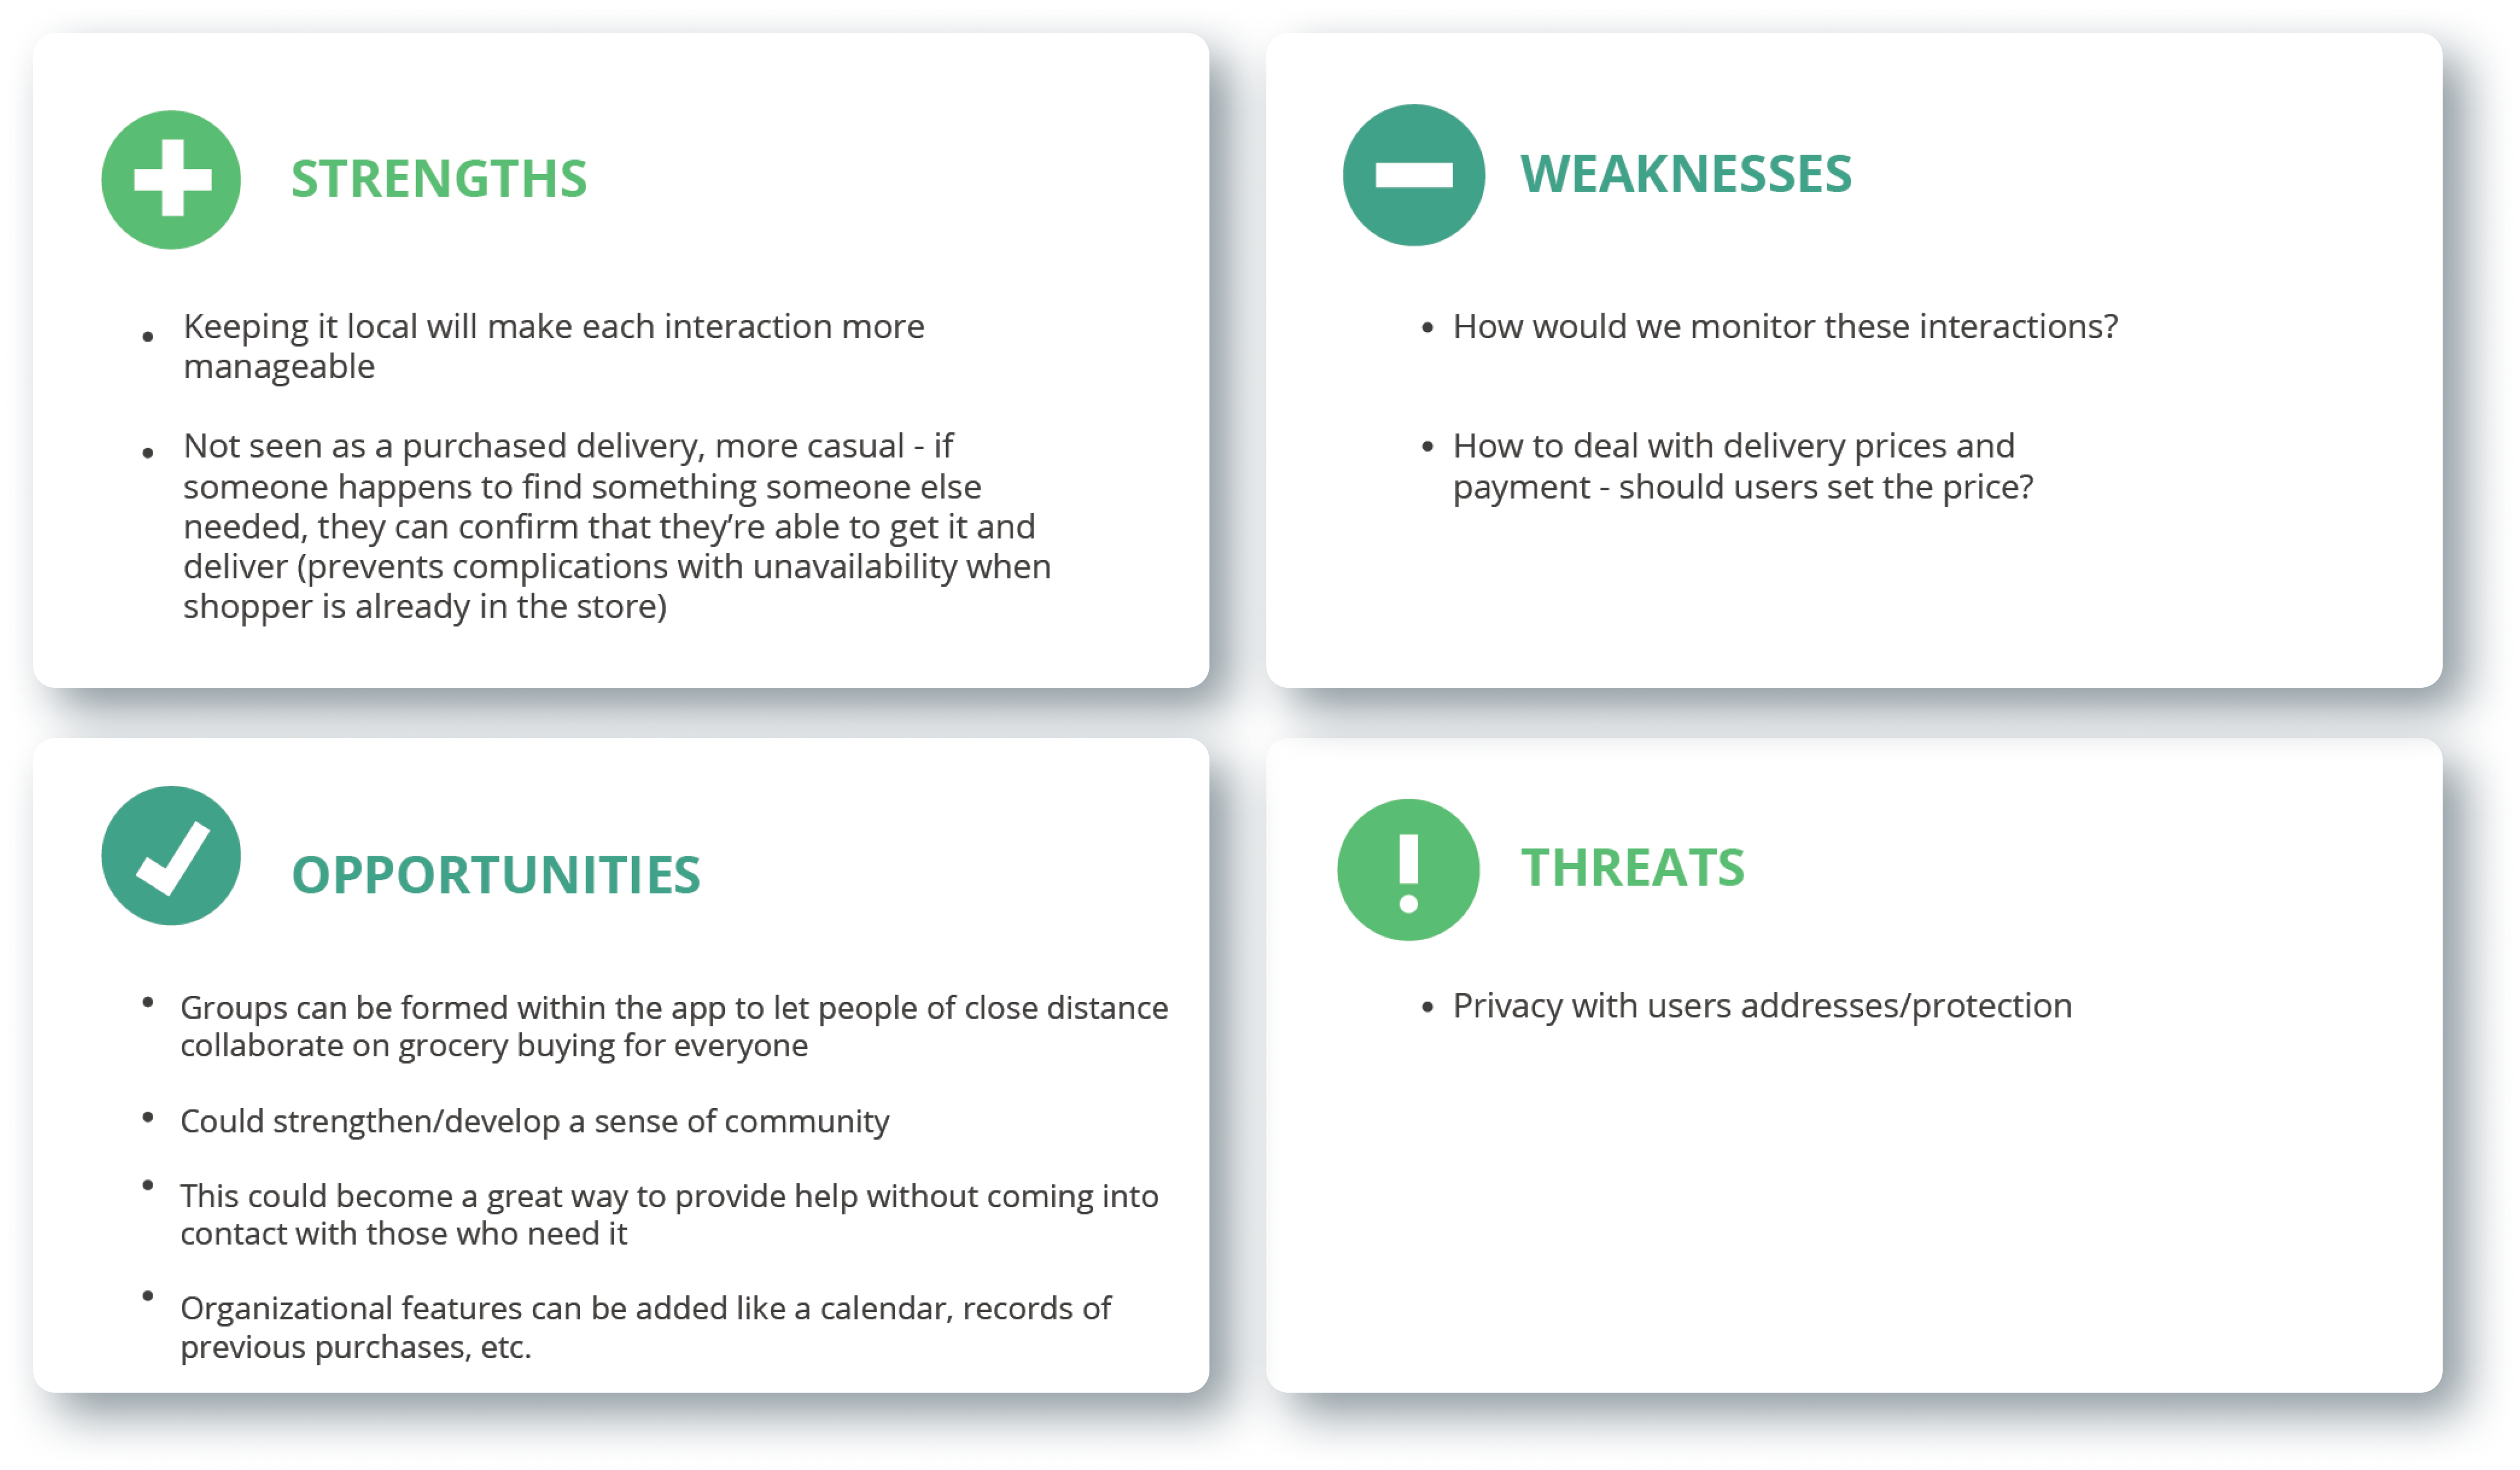 STRENGTHS
• Keeping it local will make each interaction more
manageable
• Not seen as a purchased delivery, more casual - if
someone happens to find something someone else
needed, they can confirm that they’re able to get it and
deliver (prevents complications with unavailability when
shopper is already in the store)
WEAKNESSES
• How would we monitor these interactions?
• How to deal with delivery prices and
payment - should users set the price?
OPPORTUNITIES
• Groups can be formed within the app to let people of close distance
collaborate on grocery buying for everyone
• Could strengthen/develop a sense of community
• This could become a great way to provide help without coming into
contact with those who need it
• Organizational features can be added like a calendar, records of
previous purchases, etc.
THREATS
• Privacy with users addresses/protection